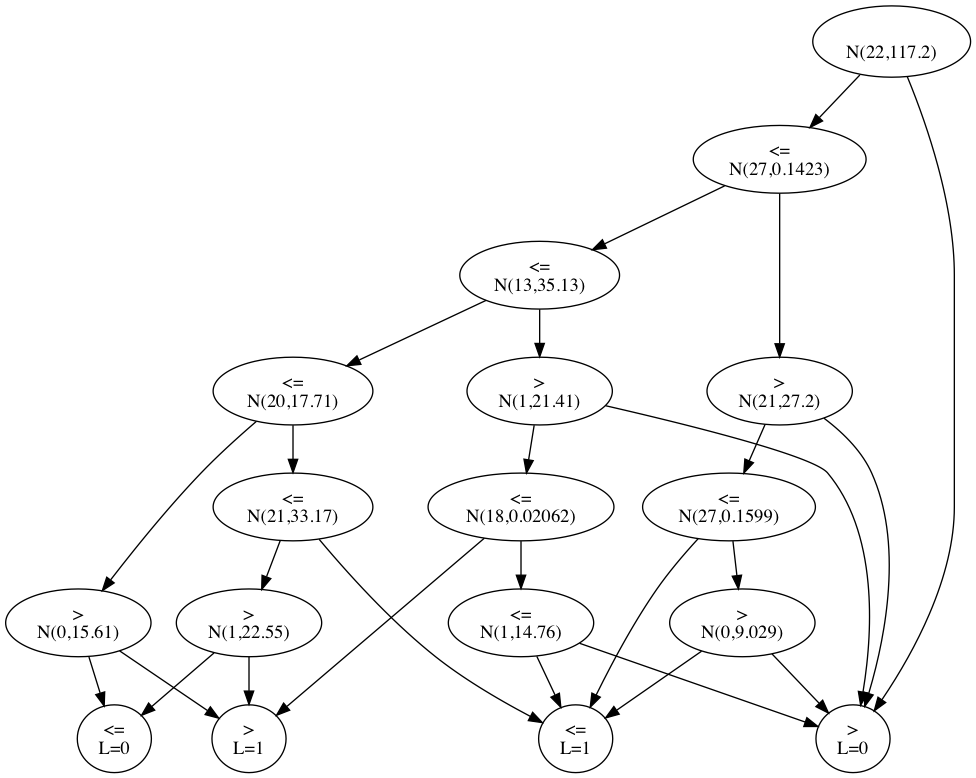 N(22,117.2)
<=
N(27,0.1423)
<=
N(13,35.13)
<=
N(20,17.71)
>
N(1,21.41)
>
N(21,27.2)
<=
N(21,33.17)
<=
N(18,0.02062)
<=
N(27,0.1599)
>
N(0,15.61)
>
N(1,22.55)
<=
N(1,14.76)
>
N(0,9.029)
<=
L=0
>
L=1
<=
L=1
>
L=0